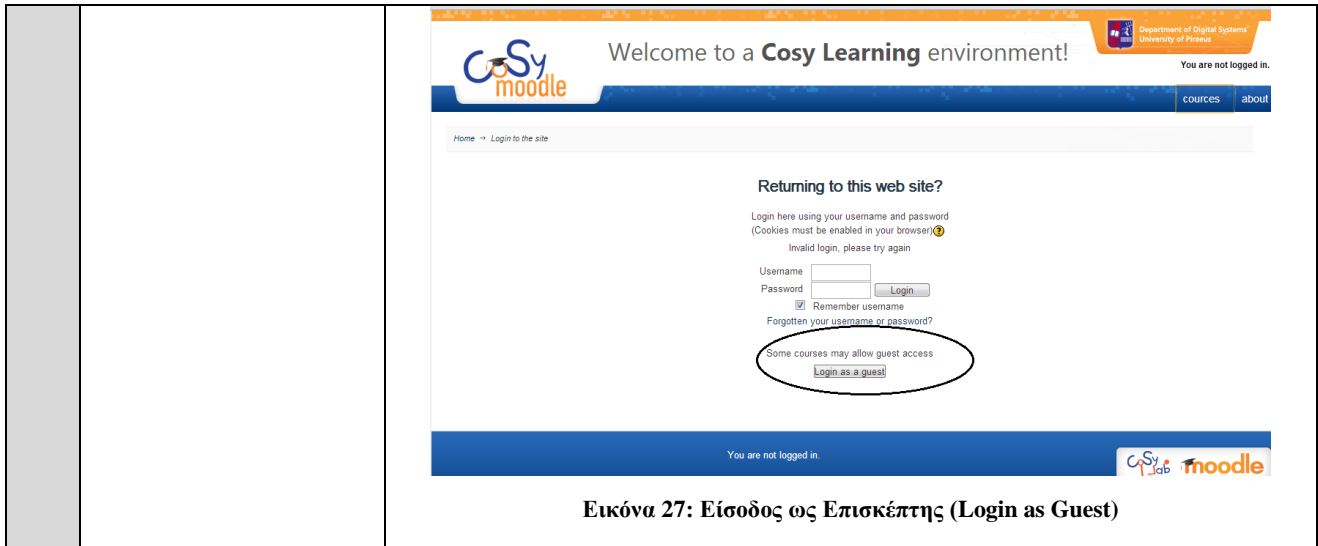 Department of Digital Systems
University of Piraeus
CoSy
moodle
Welcome to a Cosy Learning environment!
You are not logged in.
cources about
Home → Login to the site
Returning to this web site?
Login here using your username and password
(Cookies must be enabled in your browser)?
Invalid login, please try again
Username
Password Login
Remember username
Forgotten your username or password?
Some courses may allow guest access
Login as a guest
You are not logged in.
CoSy Lab moodle
Εικόνα 27: Είσοδος ως Επισκέπτης (Login as Guest)